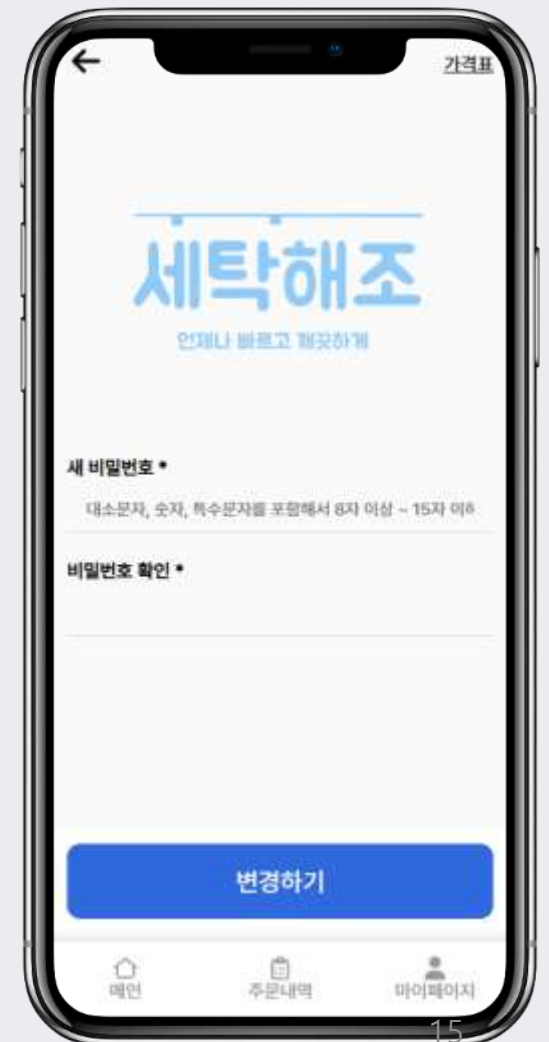 가격표
세탁해조
언제나 빠르고 깨끗하게
새 비밀번호 *
대소문자, 숫자, 특수문자를 포함해서 8자 이상 ~ 15자 이하
비밀번호 확인 *
변경하기
메인 주문내역 마이페이지
15